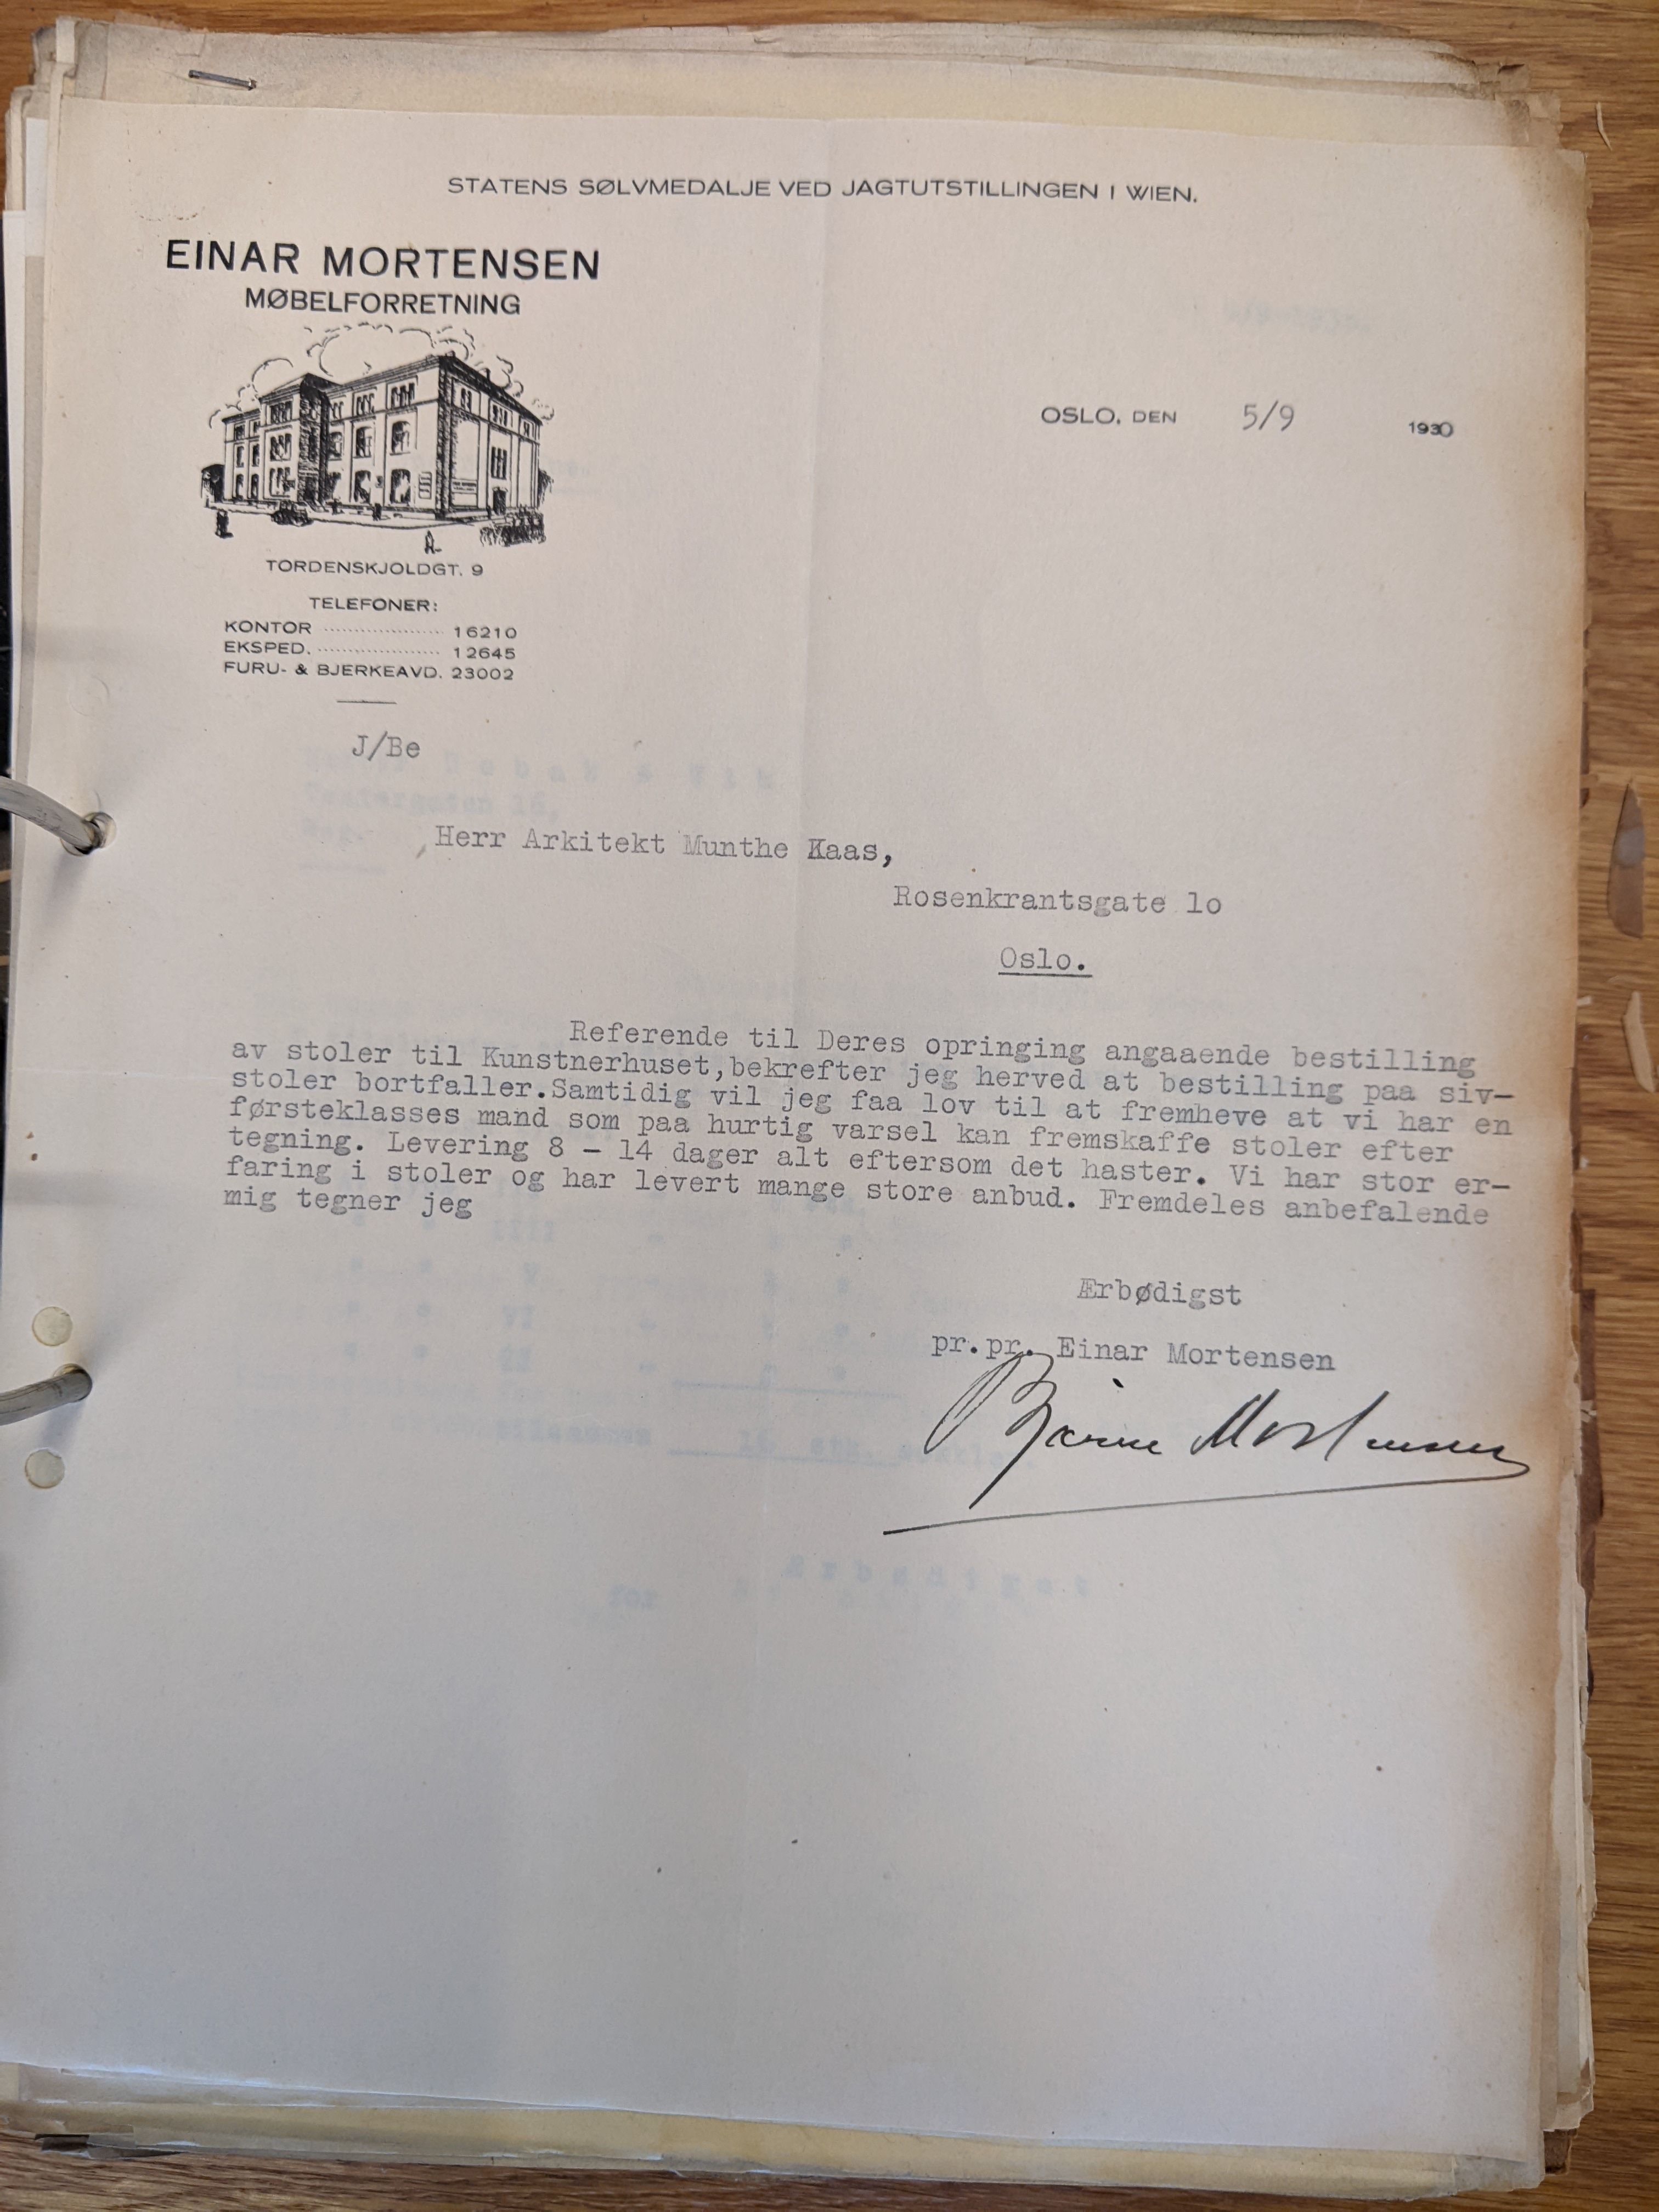 STATENS SØLVMEDALJE VED JAGTUTSTILLINGEN I WIEN.
EINAR MORTENSEN
MØBELFORRETNING
OSLO, DEN 5/9 1930
TORDENSKJOLDGT. 9
TELEFONER:
KONTOR 16210
EKSPED. 12645
FURU- & BJERKEAVD. 23002
J/Be
Herr Arkitekt Munthe Kaas,
Rosenkrantsgate lo
Oslo.
Referende til Deres opringing angaaende bestilling
av stoler til Kunstnerhuset,bekrefter jeg herved at bestilling paa siv-
stoler bortfaller.Samtidig vil jeg faa lov til at fremheve at vi har en
førsteklasses mand som paa hurtig varsel kan fremskaffe stoler efter
tegning. Levering 8 - 14 dager alt eftersom det haster. Vi har stor er-
faring i stoler og har levert mange store anbud. Fremdeles anbefalende
mig tegner jeg
Ærbødigst
pr.pr. Einar Mortensen
Bjarne Mortensen
Ærbødigst
for